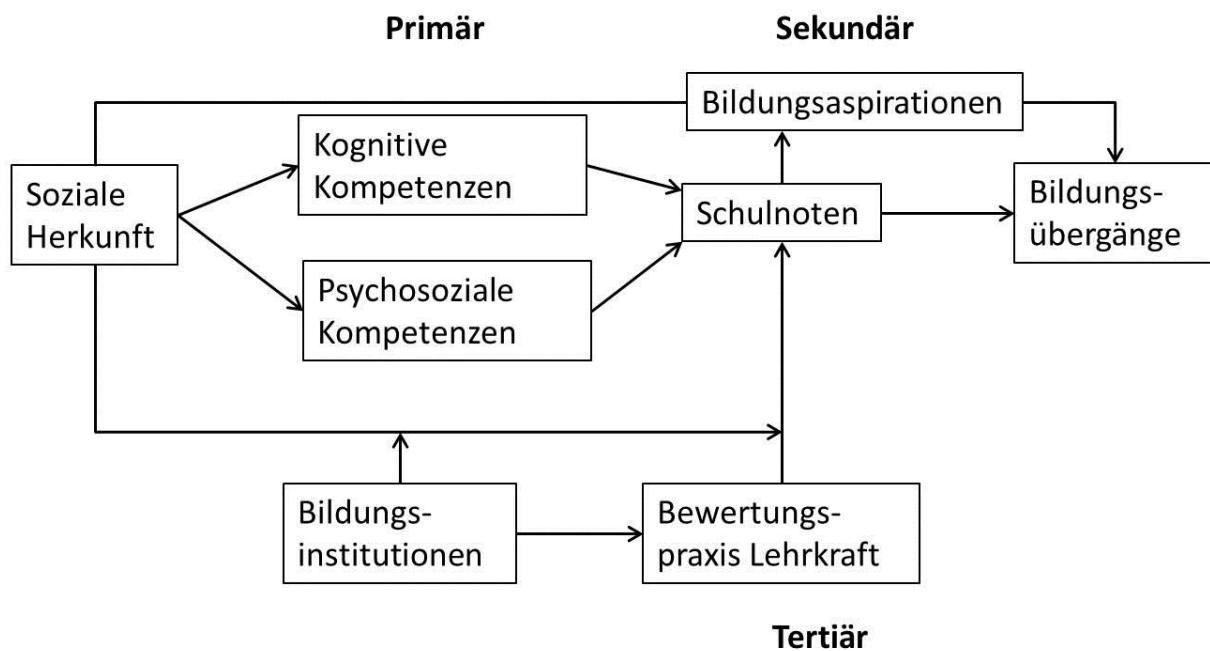 Primär
Sekundär
Bildungsaspirationen
Kognitive
Kompetenzen
Soziale
Herkunft
Schulnoten
Bildungs-
übergänge
Psychosoziale
Kompetenzen
Bildungs-
institutionen
Bewertungs-
praxis Lehrkraft
Tertiär